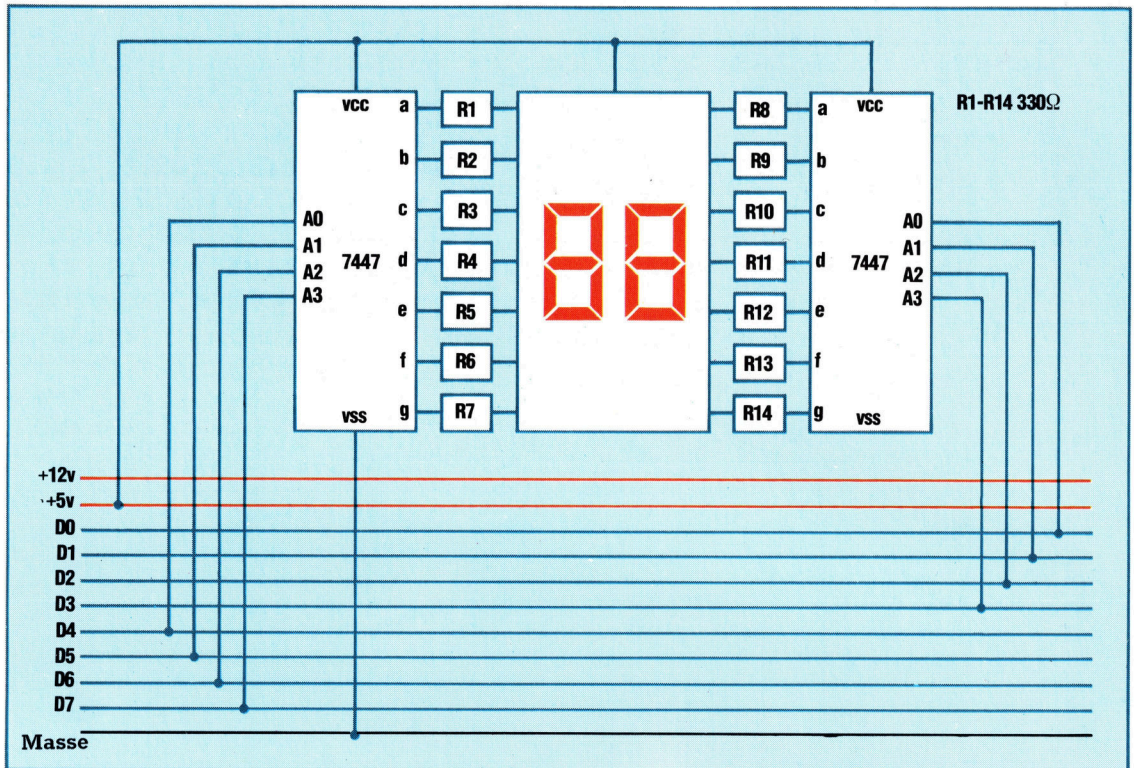 vcc a R1 R8 a vcc R1-R14 330Ω
b R2 R9 b
c R3 R10 c
A0 A0
A1 A1
7447 d R4 R11 d 7447
A2 A2
A3 A3
e R5 R12 e
f R6 R13 f
vss g R7 R14 g vss
+12v
+5v
D0
D1
D2
D3
D4
D5
D6
D7
Masse